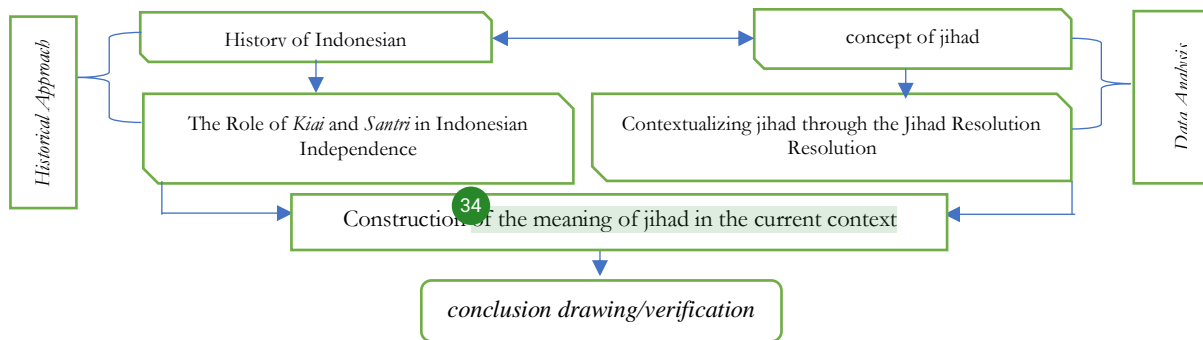 Historical Approach
History of Indonesian
concept of jihad
Data Analysis
The Role of Kiai and Santri in Indonesian
Independence
Contextualizing jihad through the Jihad Resolution
Resolution
34
Construction of the meaning of jihad in the current context
conclusion drawing/verification